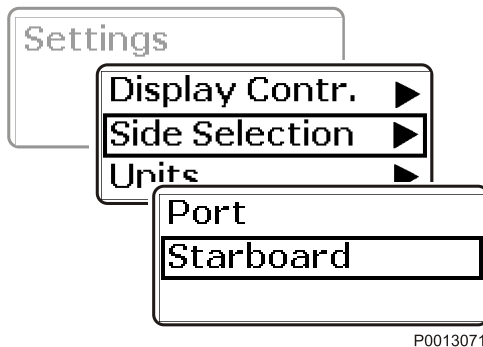 Settings
Display Contr.
Side Selection
Units
Port
Starboard
P0013071